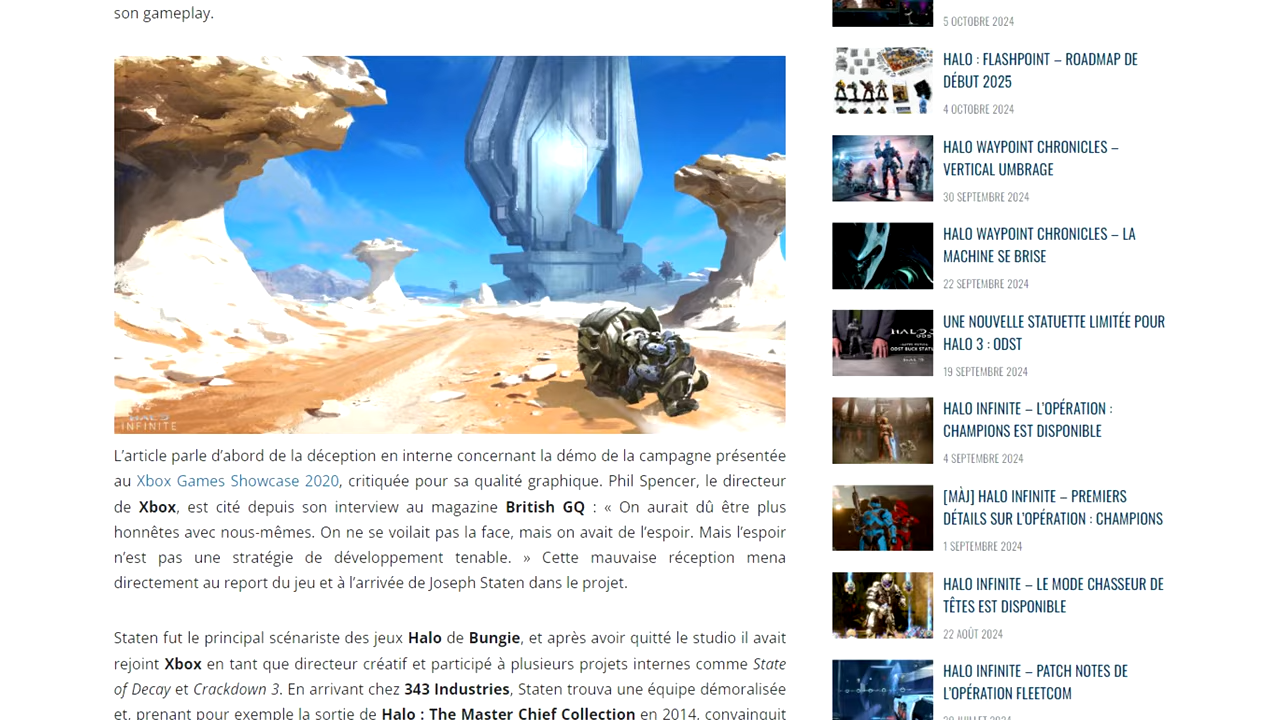 son gameplay.
HALO
INFINITE
L’article parle d’abord de la déception en interne concernant la démo de la campagne présentée
au Xbox Games Showcase 2020, critiquée pour sa qualité graphique. Phil Spencer, le directeur
de Xbox, est cité depuis son interview au magazine British GQ : « On aurait dû être plus
honnêtes avec nous-mêmes. On ne se voilait pas la face, mais on avait de l’espoir. Mais l’espoir
n’est pas une stratégie de développement tenable. » Cette mauvaise réception mena
directement au report du jeu et à l’arrivée de Joseph Staten dans le projet.
Staten fut le principal scénariste des jeux Halo de Bungie, et après avoir quitté le studio il avait
rejoint Xbox en tant que directeur créatif et participé à plusieurs projets internes comme State
of Decay et Crackdown 3. En arrivant chez 343 Industries, Staten trouva une équipe démoralisée
et, prenant pour exemple la sortie de Halo : The Master Chief Collection en 2014, convainquit
5 OCTOBRE 2024
HALO : FLASHPOINT – ROADMAP DE
DÉBUT 2025
4 OCTOBRE 2024
HALO WAYPOINT CHRONICLES –
VERTICAL UMBRAGE
30 SEPTEMBRE 2024
HALO WAYPOINT CHRONICLES – LA
MACHINE SE BRISE
22 SEPTEMBRE 2024
UNE NOUVELLE STATUETTE LIMITÉE POUR
HALO 3 : ODST
19 SEPTEMBRE 2024
HALO INFINITE – L’OPÉRATION :
CHAMPIONS EST DISPONIBLE
4 SEPTEMBRE 2024
[MÀJ] HALO INFINITE – PREMIERS
DÉTAILS SUR L’OPÉRATION : CHAMPIONS
1 SEPTEMBRE 2024
HALO INFINITE – LE MODE CHASSEUR DE
TÊTES EST DISPONIBLE
22 AOÛT 2024
HALO INFINITE – PATCH NOTES DE
L’OPÉRATION FLEETCOM